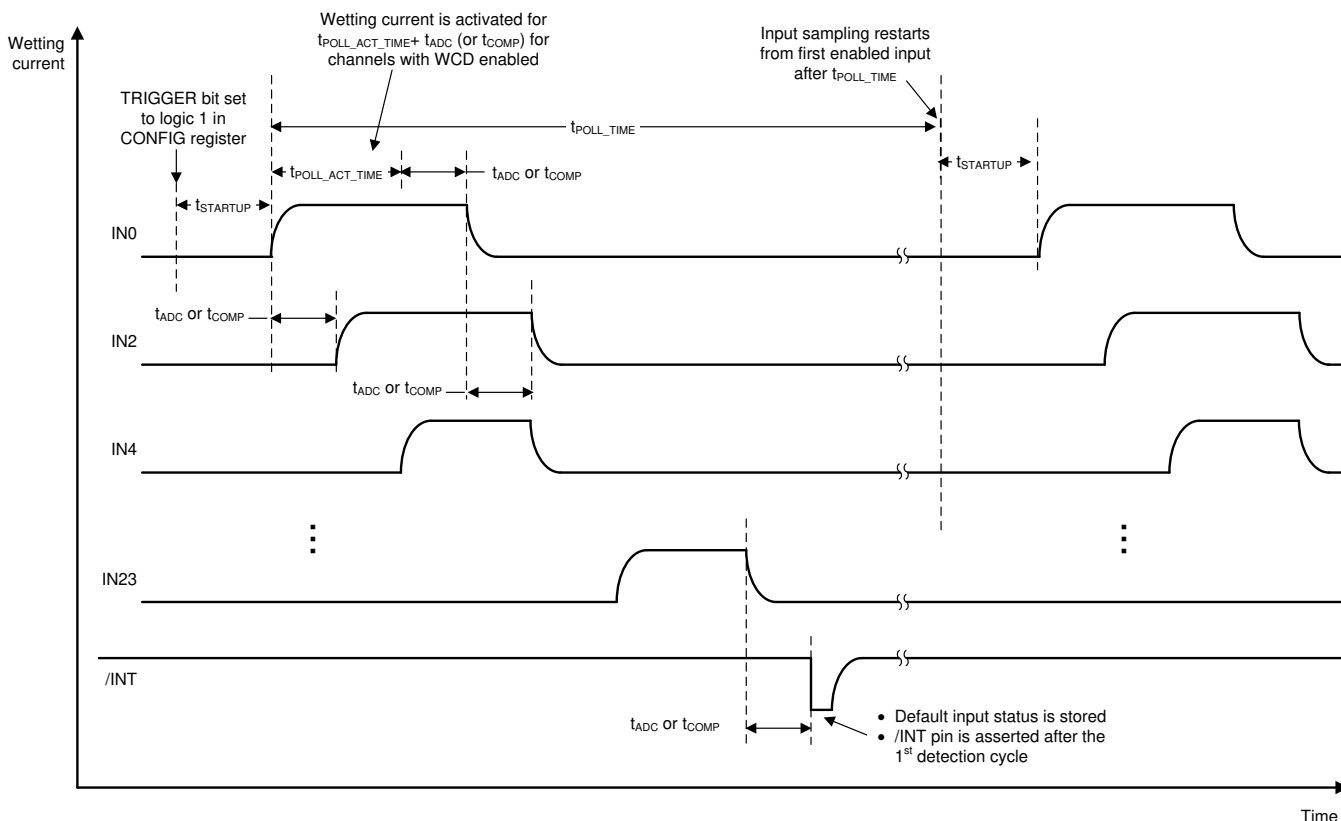 Wetting
current
Wetting current is activated for
tPOLL_ACT_TIME+ tADC (or tCOMP) for
channels with WCD enabled
Input sampling restarts
from first enabled input
after tPOLL_TIME
TRIGGER bit set
to logic 1 in
CONFIG register
tPOLL_TIME
tPOLL_ACT_TIME
tADC or tCOMP
tSTARTUP
tSTARTUP
IN0
tADC or tCOMP
IN2
tADC or tCOMP
IN4
IN23
/INT
tADC or tCOMP
• Default input status is stored
• /INT pin is asserted after the
1st detection cycle
Time